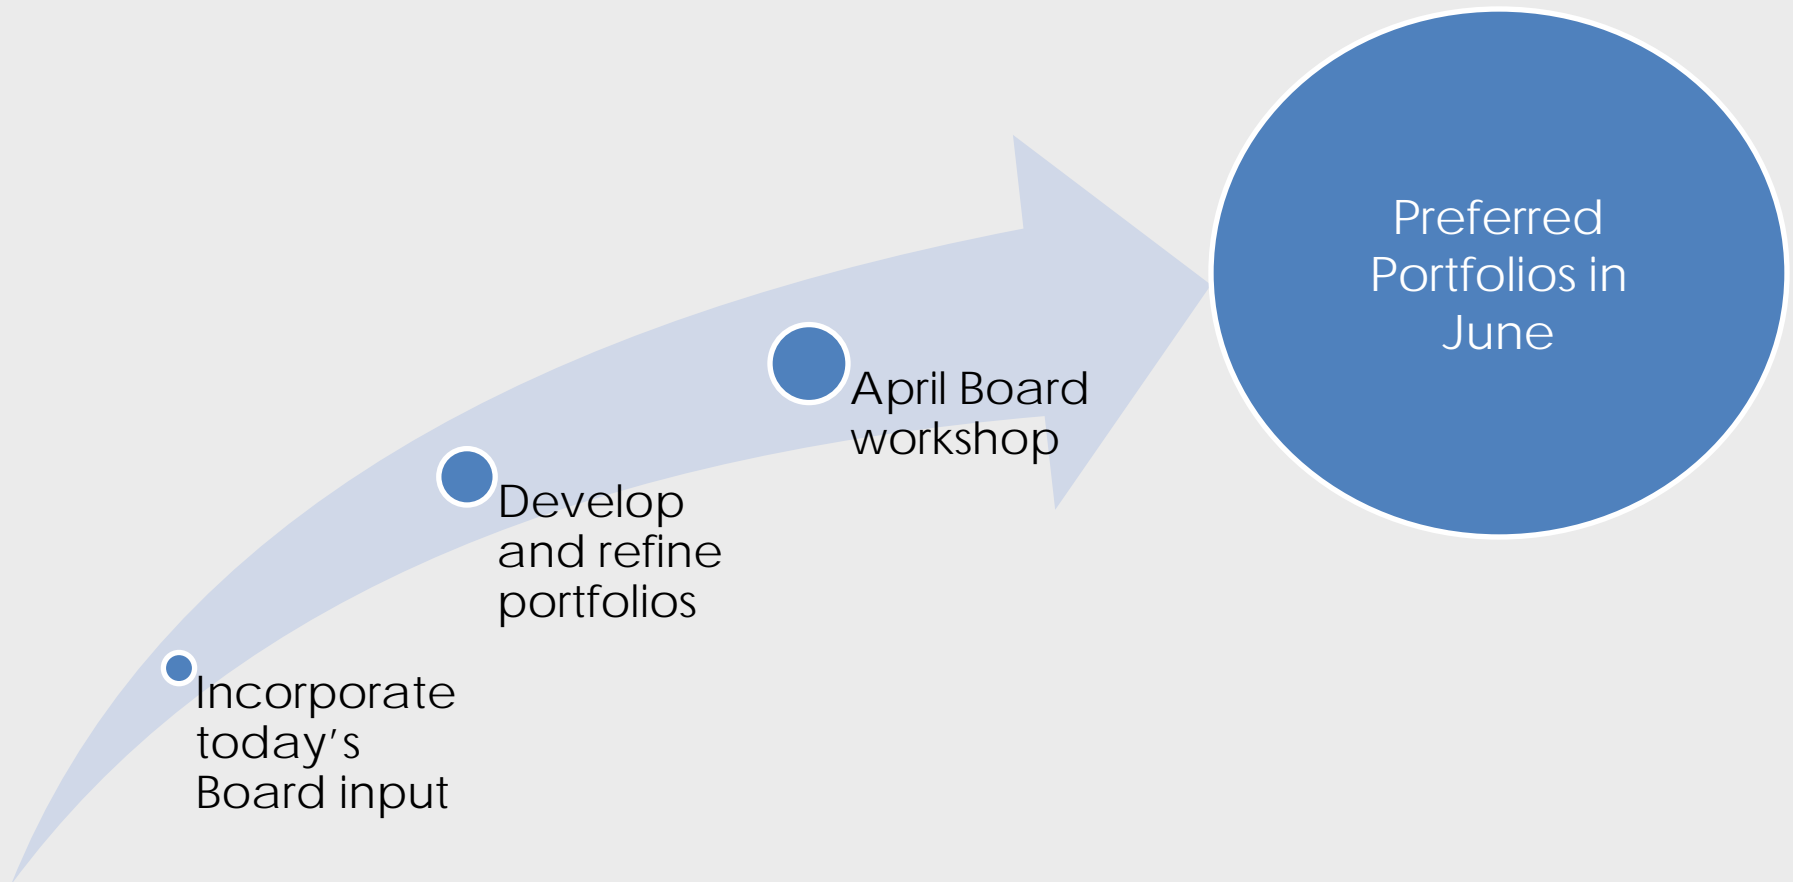 Preferred
Portfolios in
June
April Board
workshop
Develop
and refine
portfolios
Incorporate
today’s
Board input